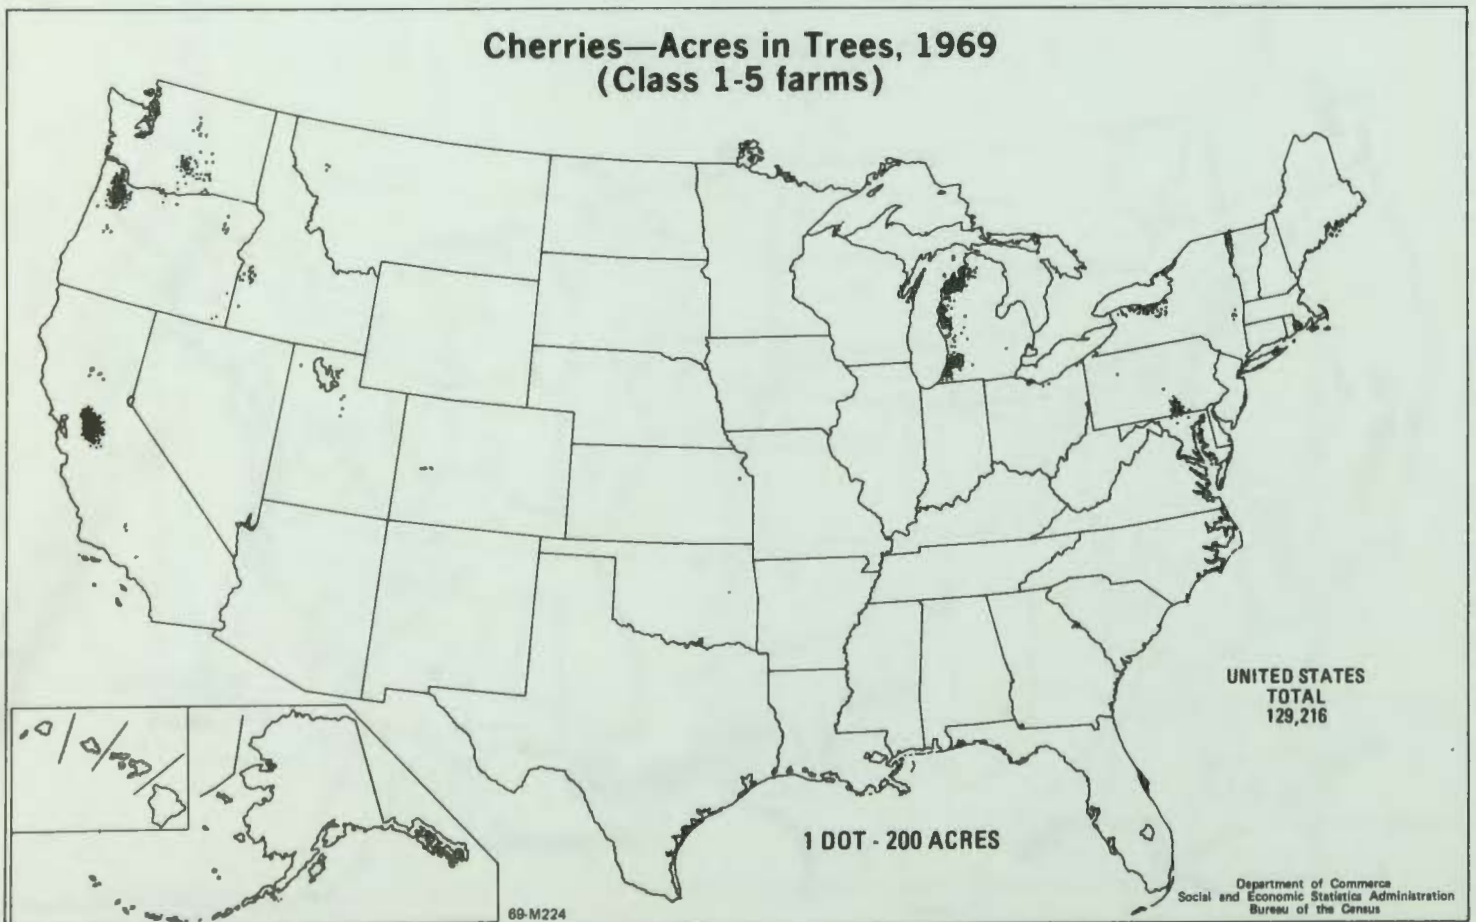 Cherries—Acres in Trees, 1969
(Class 1-5 farms)
UNITED STATES
TOTAL
129,216
1 DOT - 200 ACRES
Department of Commerce
Social and Economic Statistics Administration
Bureau of the Census
69-M224